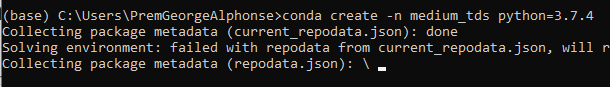 (base) C:\Users\PremGeorgeAlphonse>conda create -n medium_tds python=3.7.4
Collecting package metadata (current_repodata.json): done
Solving environment: failed with repodata from current_repodata.json, will r
Collecting package metadata (repodata.json): \